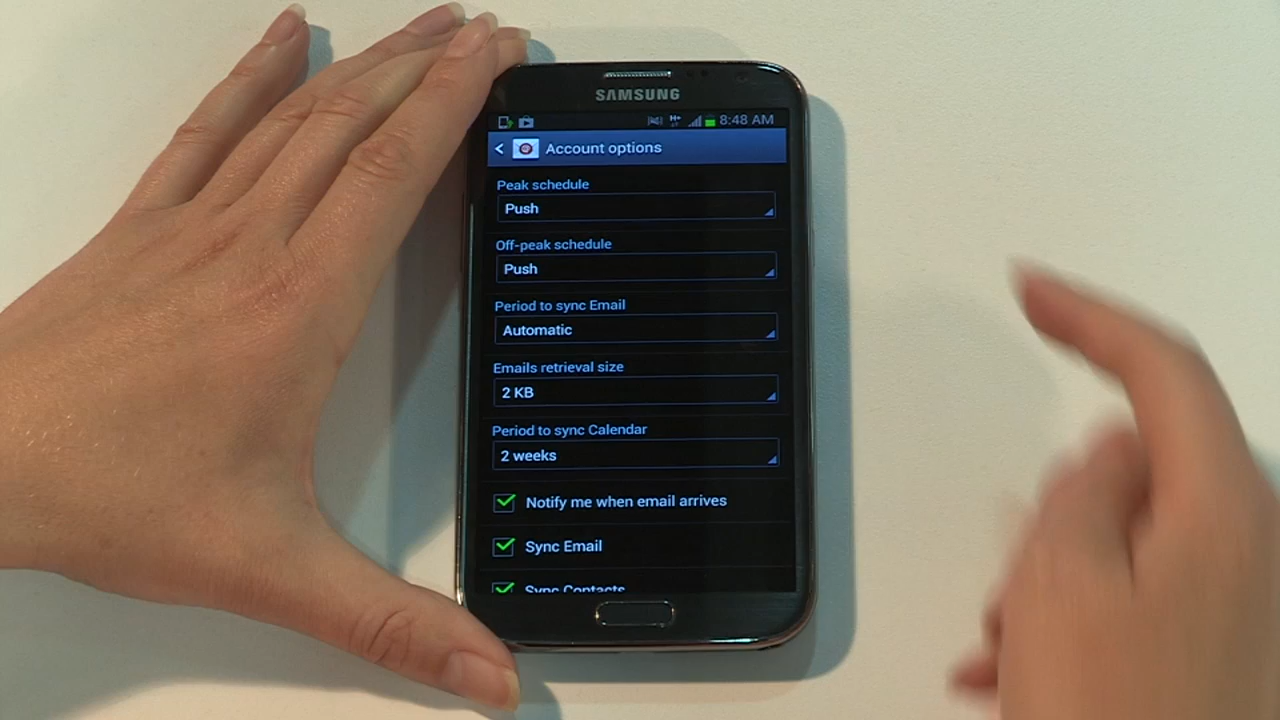 SAMSUNG
H+ 8:48 AM
< Account options
Peak schedule
Push
Off-peak schedule
Push
Period to sync Email
Automatic
Emails retrieval size
2 KB
Period to sync Calendar
2 weeks
Notify me when email arrives
Sync Email
Sync Contacts